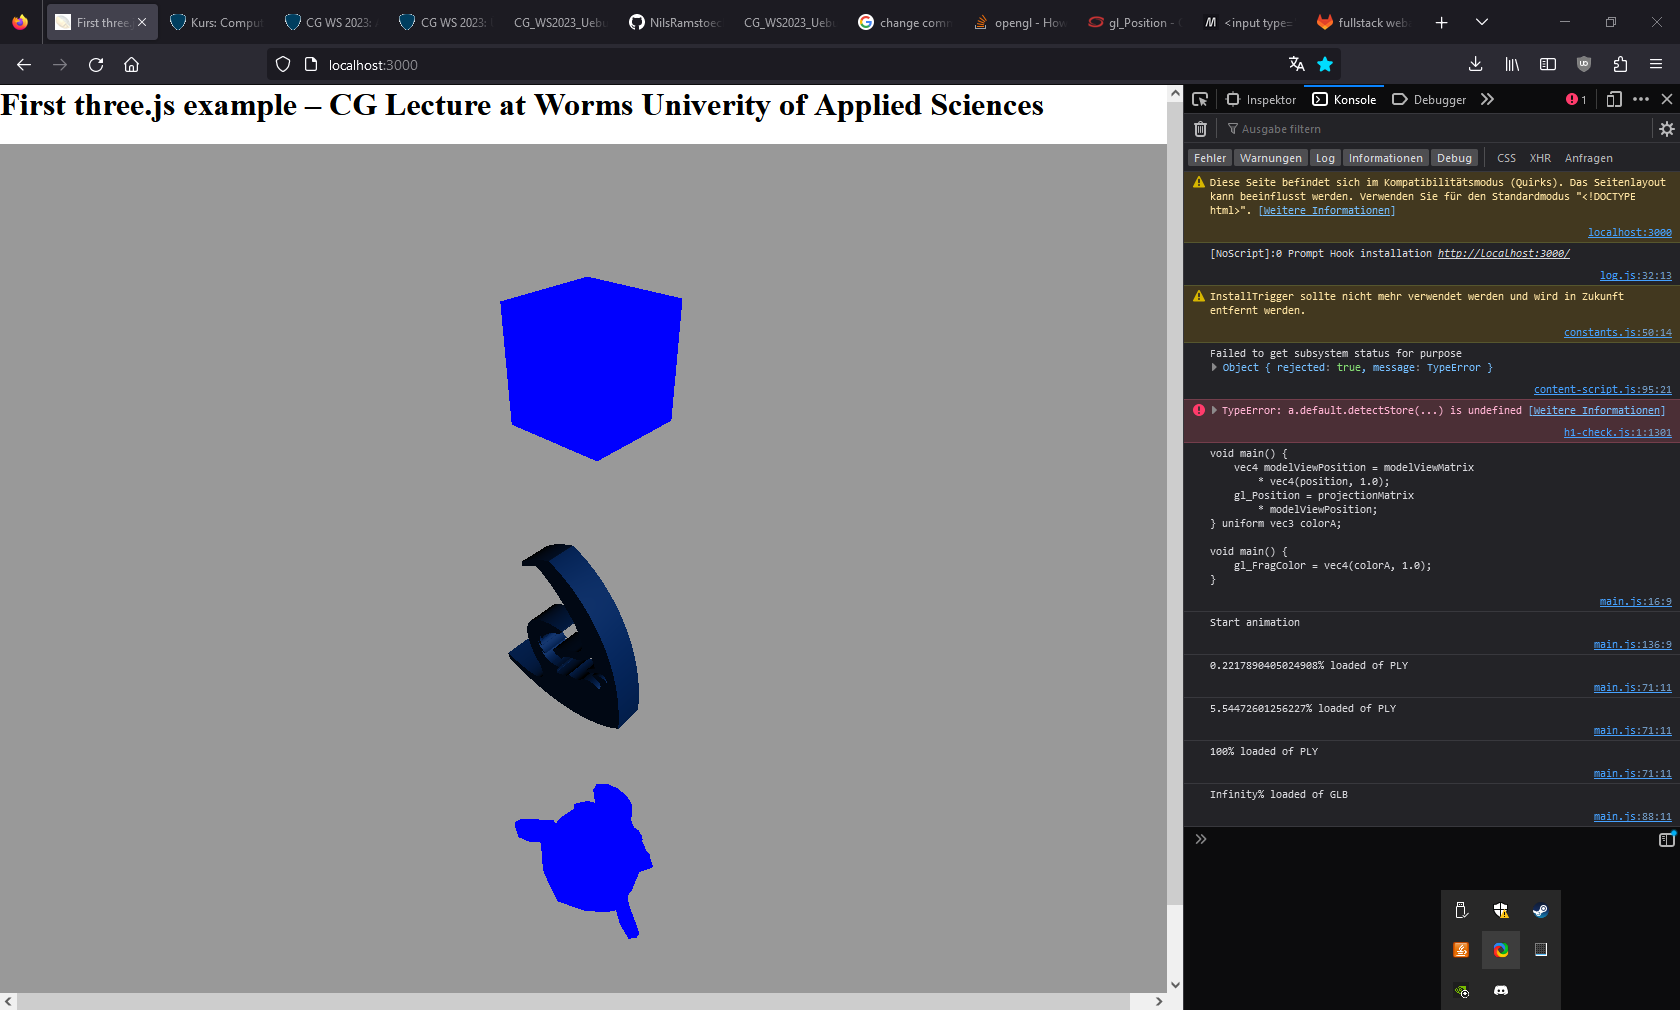 First three.j
Kurs: Comput
CG WS 2023:
CG WS 2023:
CG_WS2023_Uebu
NilsRamstoec
CG_WS2023_Uebu
change comm
opengl - How
gl_Position -
<input type=
fullstack web
localhost:3000
First three.js example – CG Lecture at Worms Univerity of Applied Sciences
Inspektor
Konsole
Debugger
1
Ausgabe filtern
Fehler Warnungen Log Informationen Debug CSS XHR Anfragen
Diese Seite befindet sich im Kompatibilitätsmodus (Quirks). Das Seitenlayout
kann beeinflusst werden. Verwenden Sie für den Standardmodus "<!DOCTYPE
html>". [Weitere Informationen]
localhost:3000
[NoScript]:0 Prompt Hook installation http://localhost:3000/
log.js:32:13
InstallTrigger sollte nicht mehr verwendet werden und wird in Zukunft
entfernt werden.
constants.js:50:14
Failed to get subsystem status for purpose
Object { rejected: true, message: TypeError }
content-script.js:95:21
TypeError: a.default.detectStore(...) is undefined [Weitere Informationen]
h1-check.js:1:1301
void main() {
vec4 modelViewPosition = modelViewMatrix
* vec4(position, 1.0);
gl_Position = projectionMatrix
* modelViewPosition;
} uniform vec3 colorA;
void main() {
gl_FragColor = vec4(colorA, 1.0);
}
main.js:16:9
Start animation
main.js:136:9
0.2217890405024908% loaded of PLY
main.js:71:11
5.54472601256227% loaded of PLY
main.js:71:11
100% loaded of PLY
main.js:71:11
Infinity% loaded of GLB
main.js:88:11